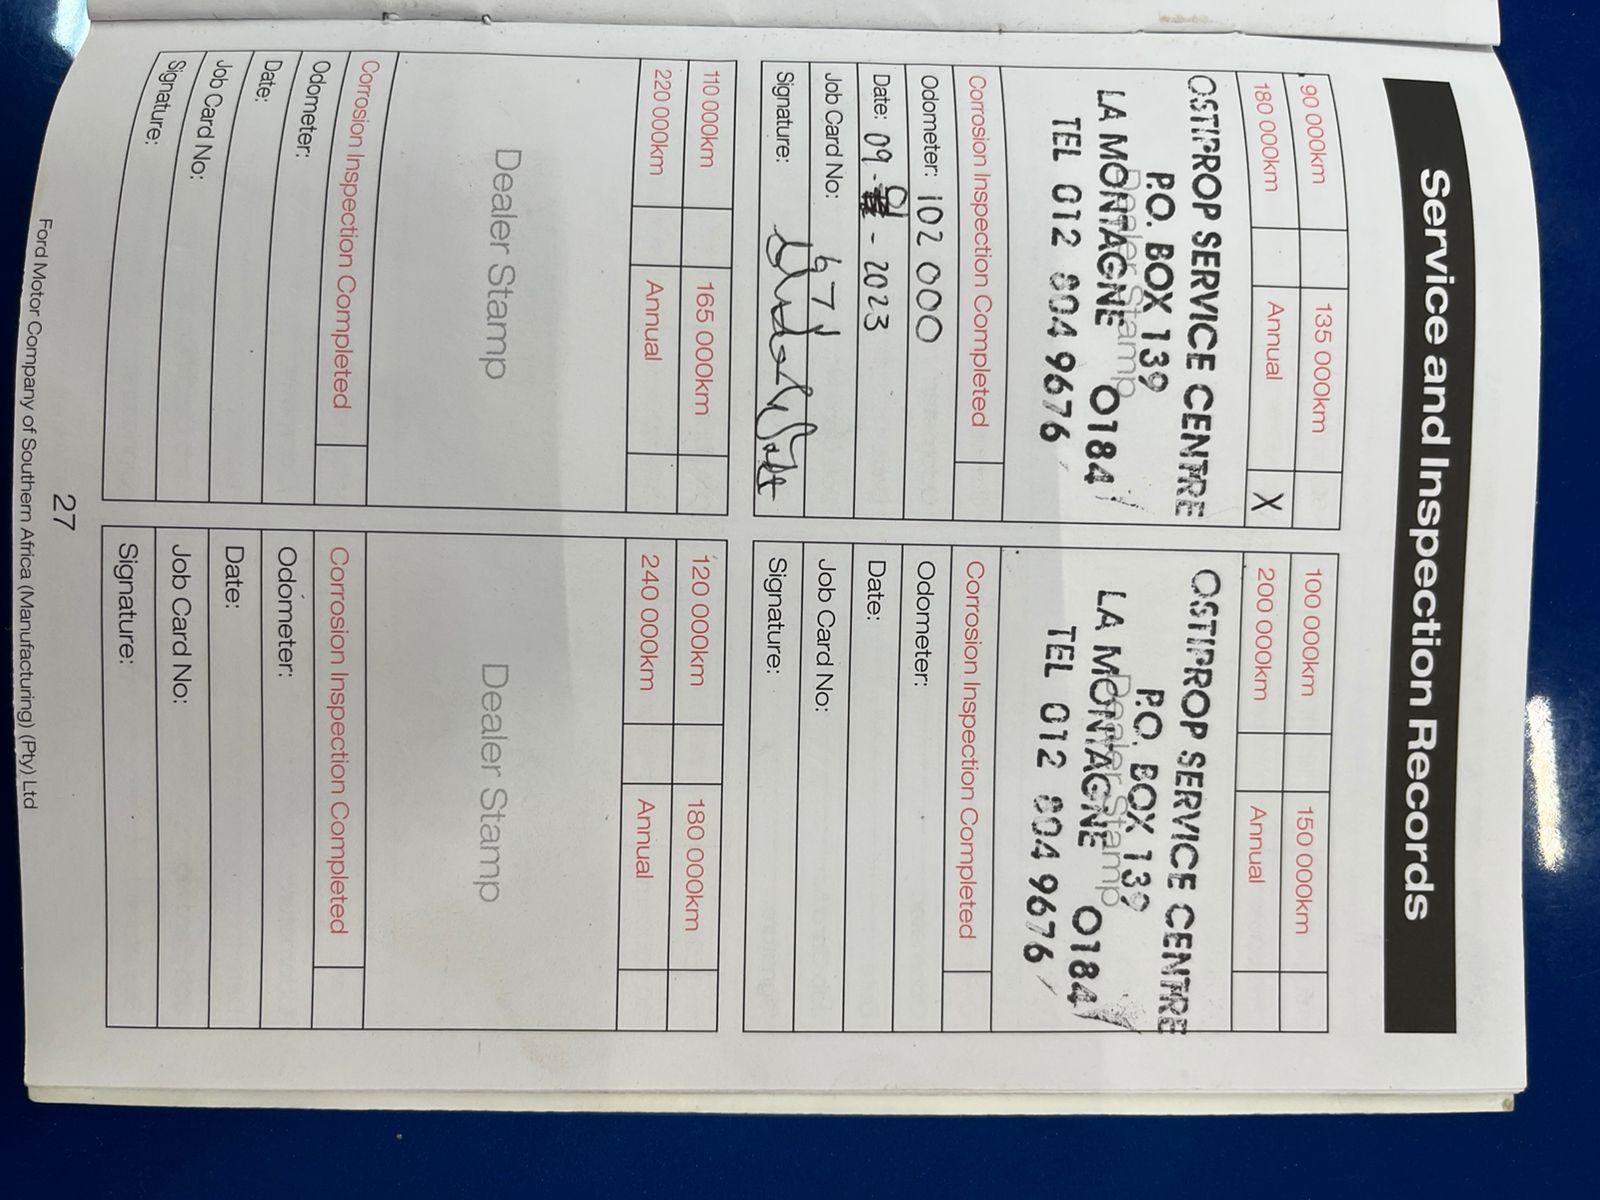 Service and Inspection Records
90 000km 135 000km
180 000km Annual X
Dealer Stamp
OSTIPROP SERVICE CENTRE
P.O. BOX 139
LA MONTAGNE 0184
TEL 012 804 9676
Corrosion Inspection Completed
Odometer: 102 000
Date: 09 - 01 - 2023
Job Card No: 671
Signature:
100 000km 150 000km
200 000km Annual
Dealer Stamp
OSTIPROP SERVICE CENTRE
P.O. BOX 139
LA MONTAGNE 0184
TEL 012 804 9676
Corrosion Inspection Completed
Odometer:
Date:
Job Card No:
Signature:
110 000km 165 000km
220 000km Annual
Dealer Stamp
Corrosion Inspection Completed
Odometer:
Date:
Job Card No:
Signature:
120 000km 180 000km
240 000km Annual
Dealer Stamp
Corrosion Inspection Completed
Odometer:
Date:
Job Card No:
Signature:
27
Ford Motor Company of Southern Africa (Manufacturing) (Pty) Ltd